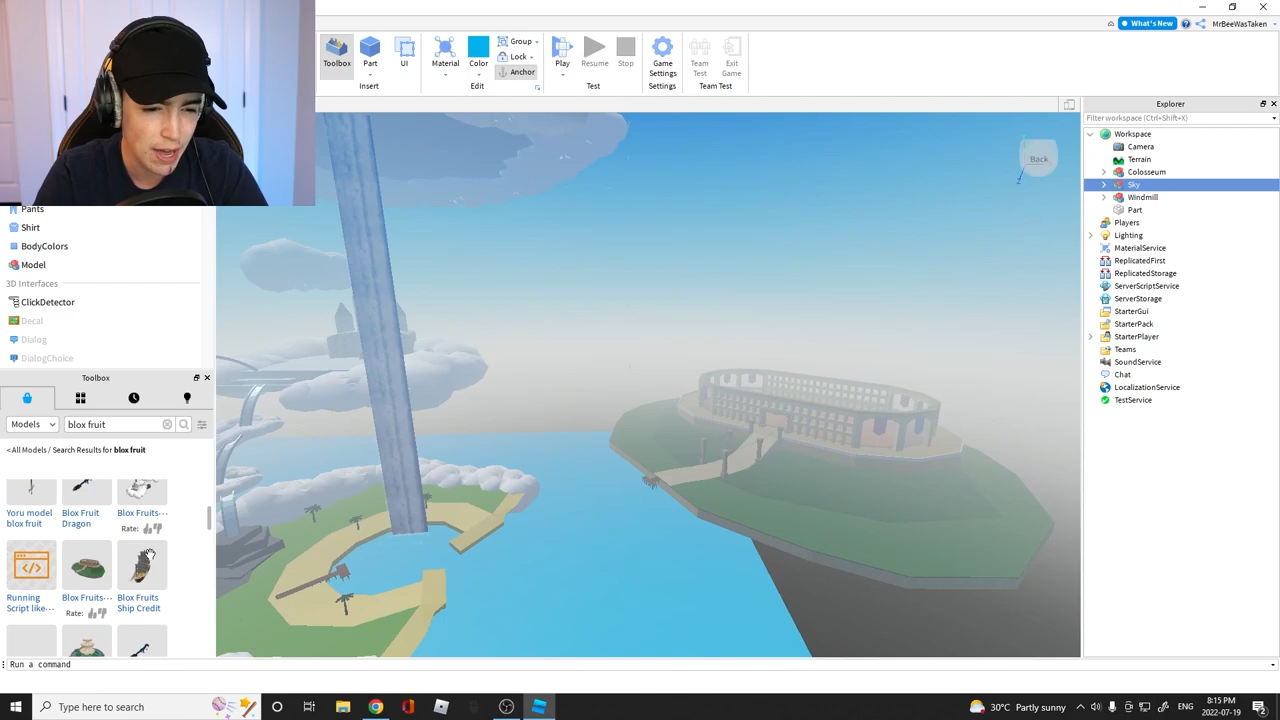 What's New
MrBeeWasTaken
Toolbox
Part
UI
Material
Color
Group
Lock
Anchor
Play
Resume
Stop
Game
Settings
Team
Test
Exit
Game
Insert
Edit
Test
Settings
Team Test
Explorer
Filter workspace (Ctrl+Shift+X)
Workspace
Camera
Terrain
Colosseum
Sky
Windmill
Part
Players
Lighting
MaterialService
ReplicatedFirst
ReplicatedStorage
ServerScriptService
ServerStorage
StarterGui
StarterPack
StarterPlayer
Teams
SoundService
Chat
LocalizationService
TestService
Back
Pants
Shirt
BodyColors
Model
3D Interfaces
ClickDetector
Decal
Dialog
DialogChoice
Toolbox
Models
blox fruit
< All Models / Search Results for blox fruit
Yoru model
blox fruit
Blox Fruit
Dragon
Blox Fruits...
Rate:
Running
Script like...
Blox Fruits...
Rate:
Blox Fruits
Ship Credit
Run a command
Type here to search
30°C Partly sunny
8:15 PM
2022-07-19
2